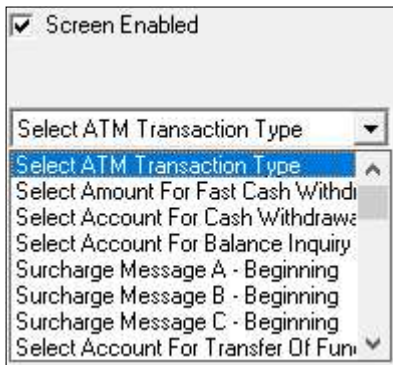 Screen Enabled
Select ATM Transaction Type
Select ATM Transaction Type
Select Amount For Fast Cash
Select Account For Cash
Select Account For Balance Inquiry
Surcharge Message A - Beginning
Surcharge Message B - Beginning
Surcharge Message C - Beginning
Select Account For Transfer Of